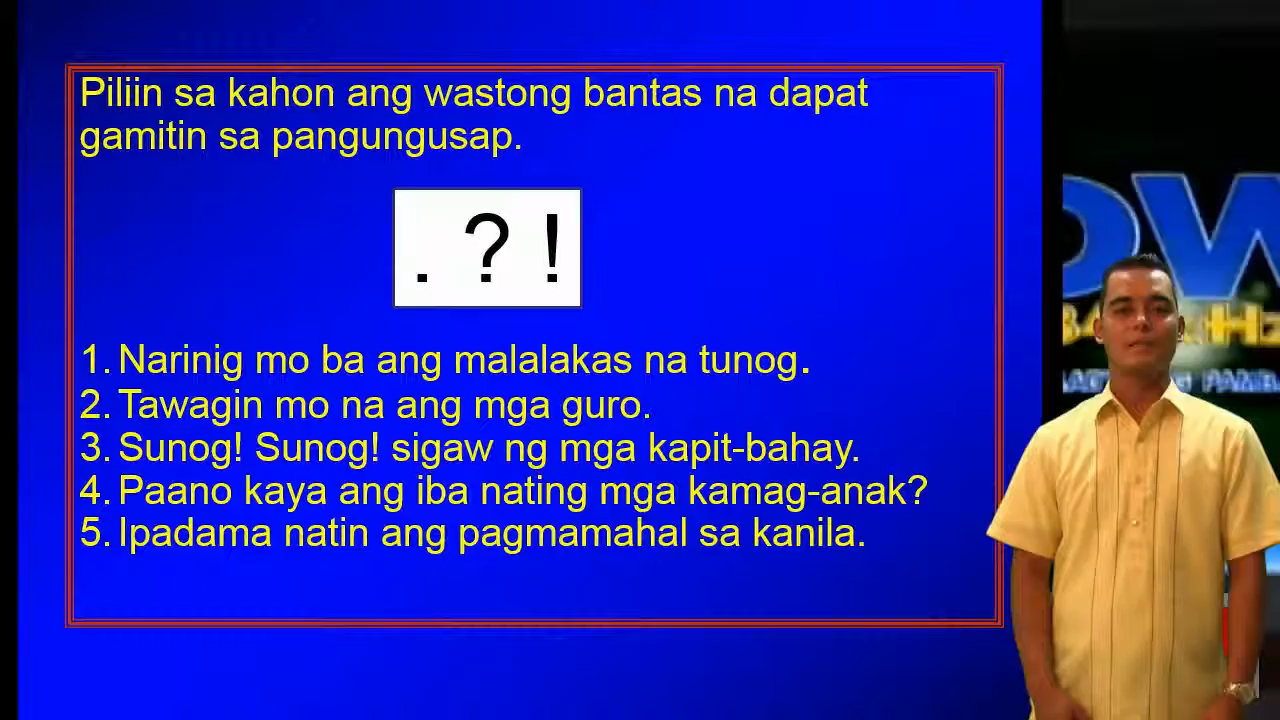 Piliin sa kahon ang wastong bantas na dapat
gamitin sa pangungusap.
. ? !
1. Narinig mo ba ang malalakas na tunog.
2. Tawagin mo na ang mga guro.
3. Sunog! Sunog! sigaw ng mga kapit-bahay.
4. Paano kaya ang iba nating mga kamag-anak?
5. Ipadama natin ang pagmamahal sa kanila.
DW